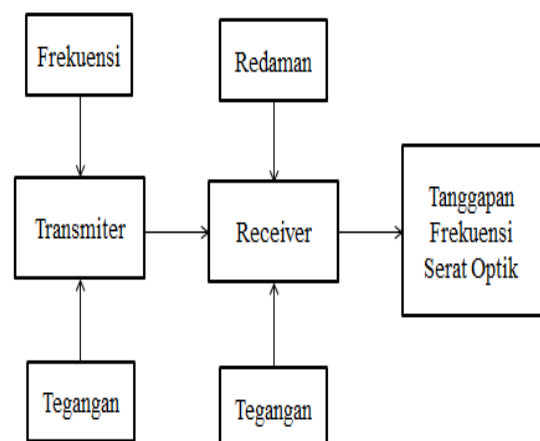 Frekuensi
Redaman
Transmiter
Receiver
Tanggapan
Frekuensi
Serat Optik
Tegangan
Tegangan